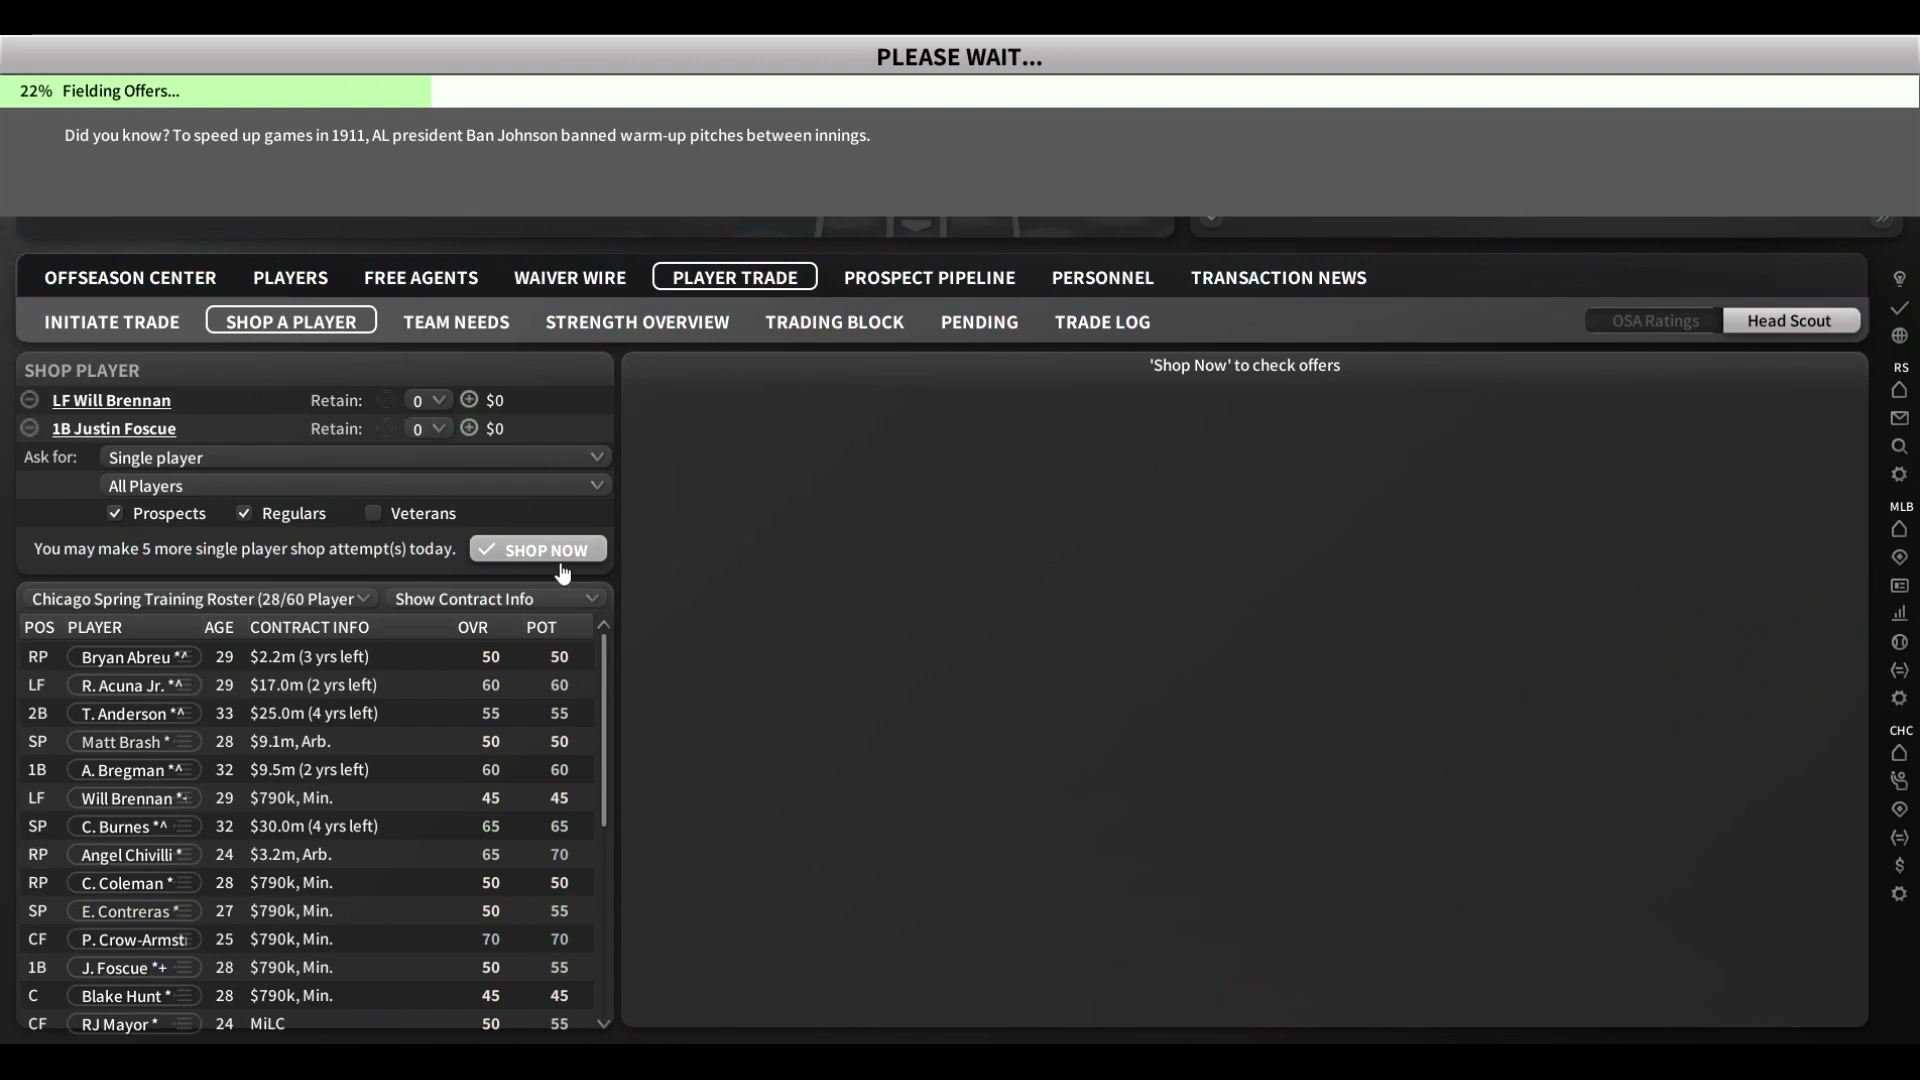 PLEASE WAIT...
22% Fielding Offers...
Did you know? To speed up games in 1911, AL president Ban Johnson banned warm-up pitches between innings.
OFFSEASON CENTER PLAYERS FREE AGENTS WAIVER WIRE PLAYER TRADE PROSPECT PIPELINE PERSONNEL TRANSACTION NEWS
INITIATE TRADE SHOP A PLAYER TEAM NEEDS STRENGTH OVERVIEW TRADING BLOCK PENDING TRADE LOG OSA Ratings Head Scout
SHOP PLAYER
LF Will Brennan Retain: 0 $0
1B Justin Foscue Retain: 0 $0
Ask for: Single player
All Players
Prospects Regulars Veterans
You may make 5 more single player shop attempt(s) today. SHOP NOW
'Shop Now' to check offers
Chicago Spring Training Roster (28/60 Player Show Contract Info
POS PLAYER AGE CONTRACT INFO OVR POT
RP Bryan Abreu *^ 29 $2.2m (3 yrs left) 50 50
LF R. Acuna Jr. *^ 29 $17.0m (2 yrs left) 60 60
2B T. Anderson *^ 33 $25.0m (4 yrs left) 55 55
SP Matt Brash * 28 $9.1m, Arb. 50 50
1B A. Bregman *^ 32 $9.5m (2 yrs left) 60 60
LF Will Brennan * 29 $790k, Min. 45 45
SP C. Burnes *^ 32 $30.0m (4 yrs left) 65 65
RP Angel Chivilli * 24 $3.2m, Arb. 65 70
RP C. Coleman * 28 $790k, Min. 50 50
SP E. Contreras * 27 $790k, Min. 50 55
CF P. Crow-Armst 25 $790k, Min. 70 70
1B J. Foscue *+ 28 $790k, Min. 50 55
C Blake Hunt * 28 $790k, Min. 45 45
CF RJ Mayor * 24 MiLC 50 55
RS
MLB
CHC